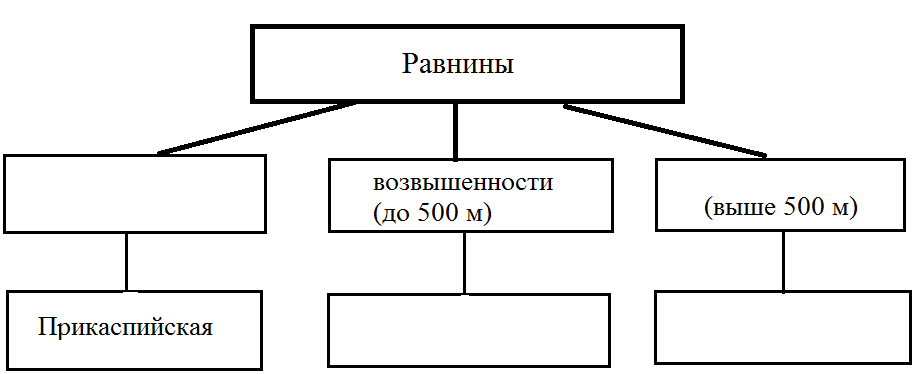 Равнины
возвышенности
(до 500 м)
(выше 500 м)
Прикаспийская